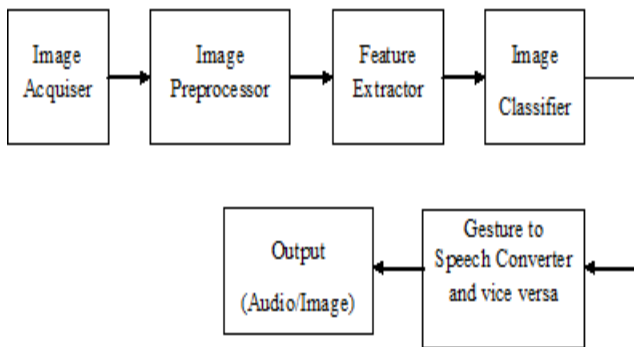 Image
Acquiser
Image
Preprocessor
Feature
Extractor
Image
Classifier
Gesture to
Speech Converter
and vice versa
Output
(Audio/Image)